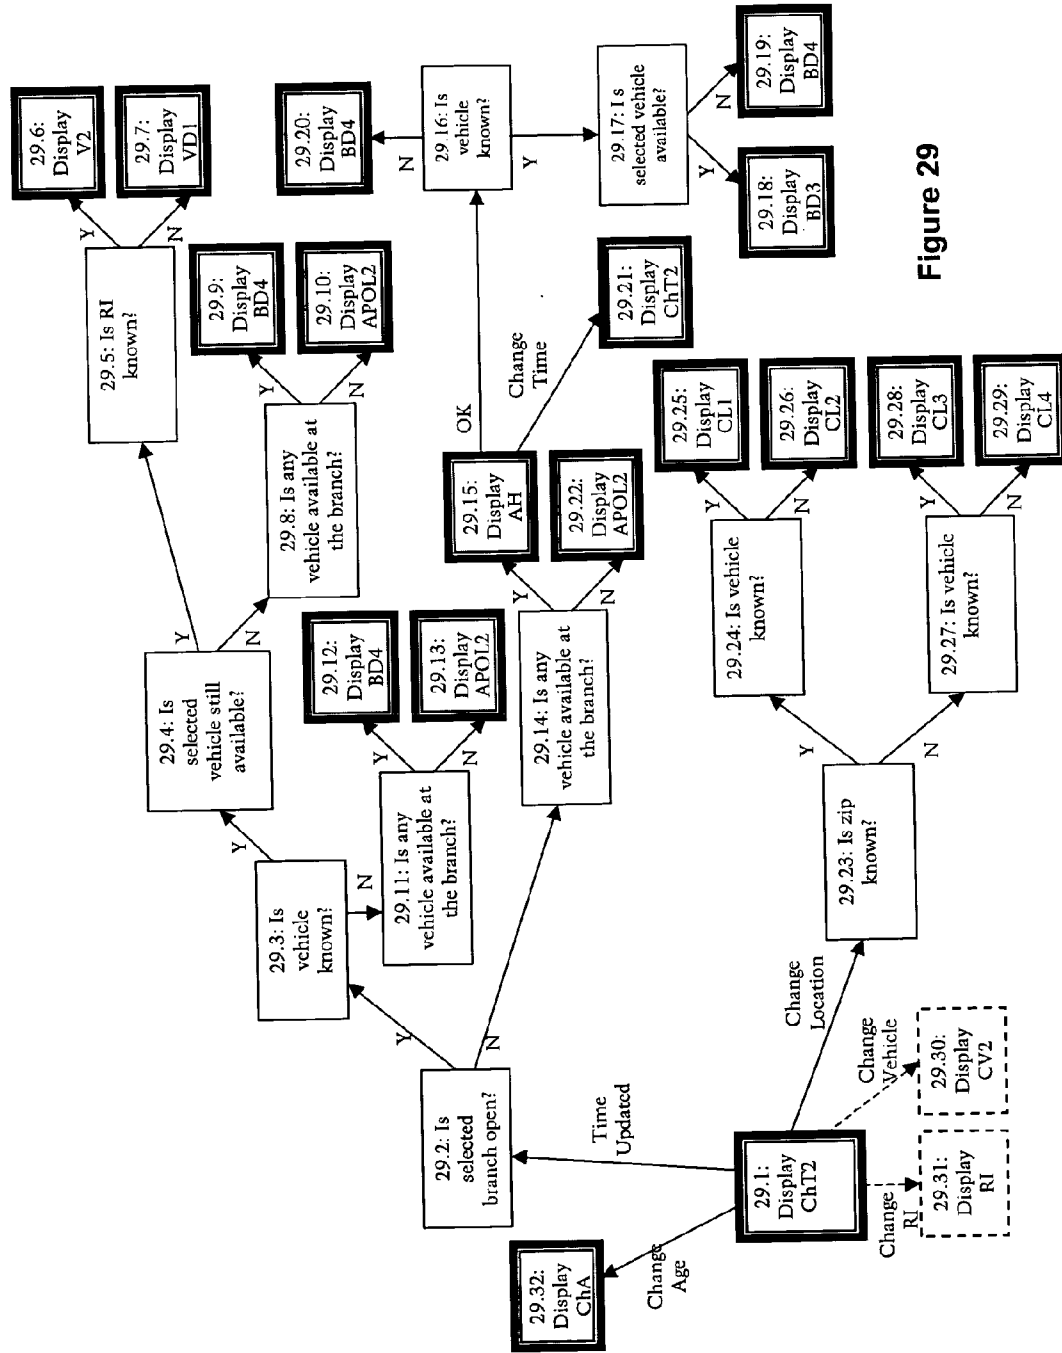 29.1:
Display
ChT2
Change
Age
29.32:
Display
ChA
Time
Updated
Change
Location
Change
Vehicle
29.30:
Display
CV2
Change
RI
29.31:
Display
RI
29.2: Is
selected
branch open?
Y
N
29.3: Is
vehicle
known?
Y
N
29.4: Is
selected
vehicle still
available?
Y
N
29.5: Is RI
known?
Y
N
29.6:
Display
V2
29.7:
Display
VD1
29.8: Is any
vehicle available at
the branch?
Y
N
29.9:
Display
BD4
29.10:
Display
APOL2
29.11: Is any
vehicle available at
the branch?
Y
N
29.12:
Display
BD4
29.13:
Display
APOL2
29.14: Is any
vehicle available at
the branch?
Y
N
29.15:
Display
AH
29.22:
Display
APOL2
OK
Change
Time
29.16: Is
vehicle
known?
N
Y
29.20:
Display
BD4
29.17: Is
selected vehicle
available?
Y
N
29.18:
Display
BD3
29.19:
Display
BD4
29.21:
Display
ChT2
29.23: Is zip
known?
Y
N
29.24: Is vehicle
known?
Y
N
29.25:
Display
CL1
29.26:
Display
CL2
29.27: Is vehicle
known?
Y
N
29.28:
Display
CL3
29.29:
Display
CL4
Figure 29